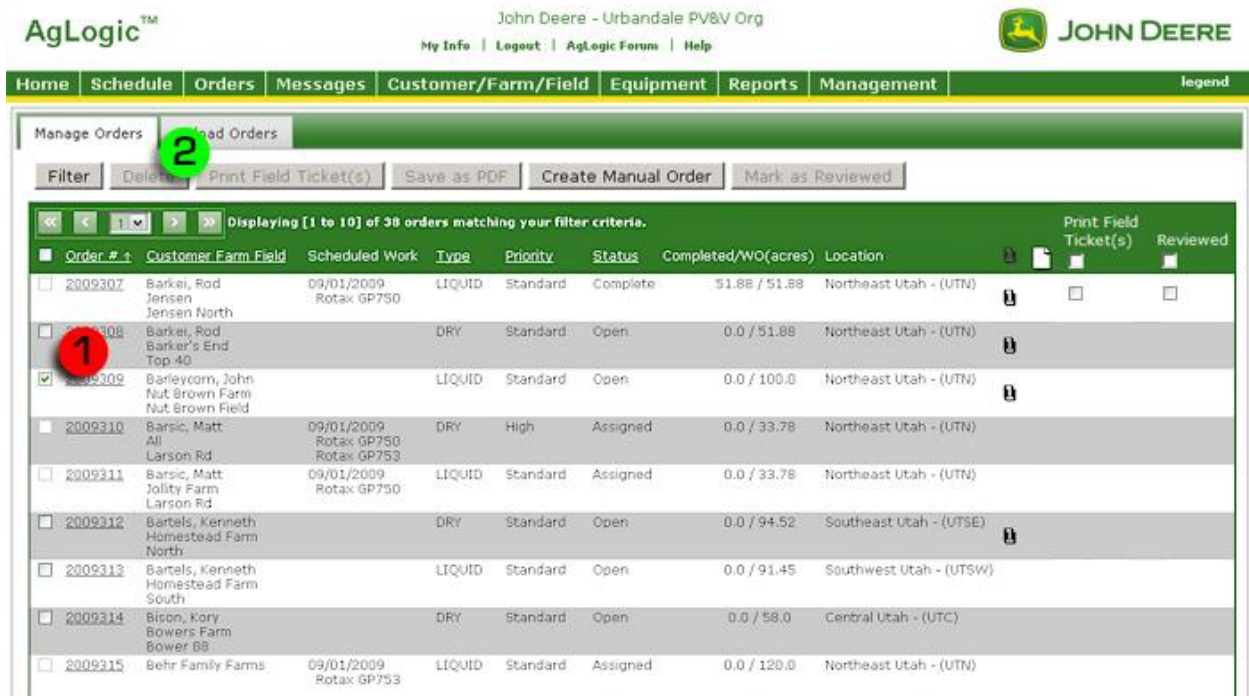 AgLogic™
John Deere - Urbandale PV&V Org
My Info | Logout | AgLogic Forum | Help
JOHN DEERE
Home Schedule Orders Messages Customer/Farm/Field Equipment Reports Management legend
Manage Orders Orders
2
Filter Delete Print Field Ticket(s) Save as PDF Create Manual Order Mark as Reviewed
« < 1 > » Displaying [1 to 10] of 38 orders matching your filter criteria.
Print Field
Ticket(s) Reviewed
Order # ↑ Customer Farm Field Scheduled Work Type Priority Status Completed/WO(acres) Location
2009307 Barkei, Rod 09/01/2009 LIQUID Standard Complete 51.88 / 51.88 Northeast Utah - (UTN)
Jensen Rotax GP750
Jensen North
308 Barkei, Rod DRY Standard Open 0.0 / 51.88 Northeast Utah - (UTN)
Barker's End
Top 40
1
2009309 Barleycorn, John LIQUID Standard Open 0.0 / 100.0 Northeast Utah - (UTN)
Nut Brown Farm
Nut Brown Field
2009310 Barsic, Matt 09/01/2009 DRY High Assigned 0.0 / 33.78 Northeast Utah - (UTN)
All Rotax GP750
Larson Rd Rotax GP753
2009311 Barsic, Matt 09/01/2009 LIQUID Standard Assigned 0.0 / 33.78 Northeast Utah - (UTN)
Jollity Farm Rotax GP750
Larson Rd
2009312 Bartels, Kenneth DRY Standard Open 0.0 / 94.52 Southeast Utah - (UTSE)
Homestead Farm
North
2009313 Bartels, Kenneth LIQUID Standard Open 0.0 / 91.45 Southwest Utah - (UTSW)
Homestead Farm
South
2009314 Bison, Kory DRY Standard Open 0.0 / 58.0 Central Utah - (UTC)
Bowers Farm
Bower 88
2009315 Behr Family Farms 09/01/2009 LIQUID Standard Assigned 0.0 / 120.0 Northeast Utah - (UTN)
Rotax GP753